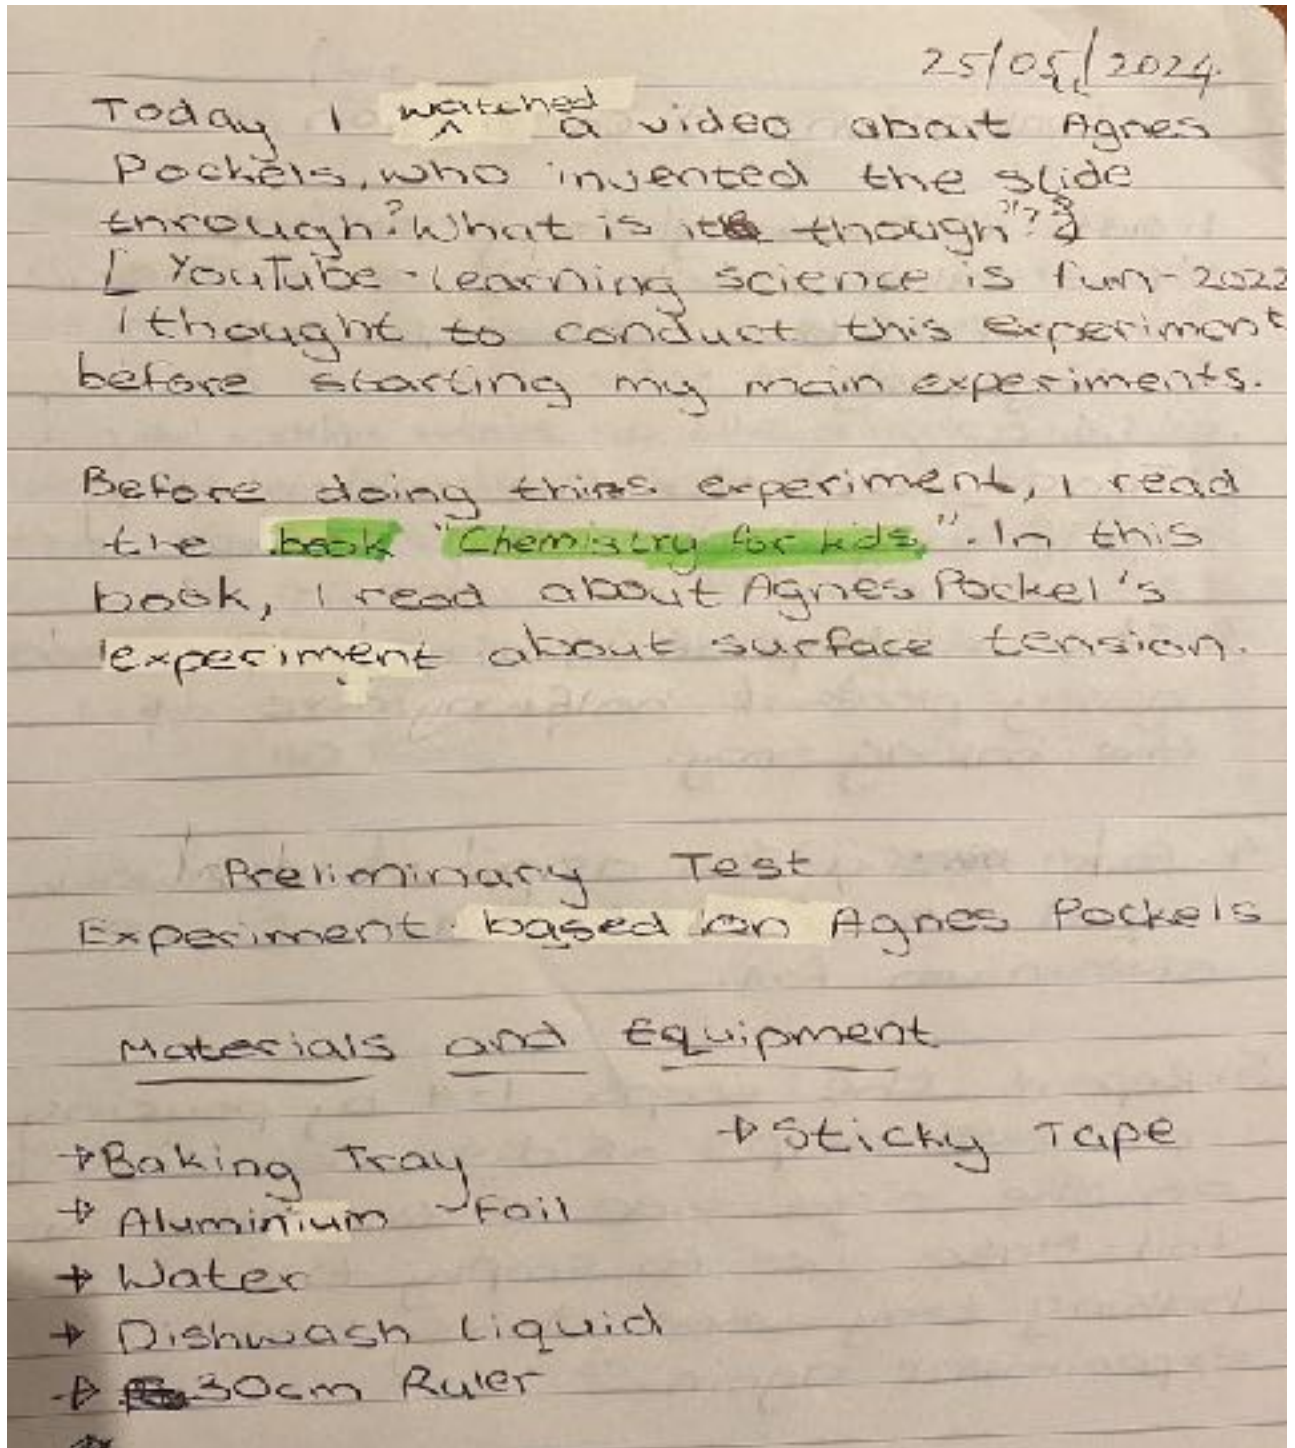 25/05/2024.
Today I watched a video about Agnes
Pockels, who invented the slide
through? What is it though"?
[ YouTube - Learning science is fun - 2022
I thought to conduct this experiment
before starting my main experiments.
Before doing this experiment, I read
the book "Chemistry for kids". In this
book, I read about Agnes Pockel's
experiment about surface tension.
Preliminary Test
Experiment based on Agnes Pockels
Materials and Equipment
→ Baking Tray → Sticky Tape
→ Aluminium Foil
→ Water
→ Dishwash Liquid
→ 30cm Ruler